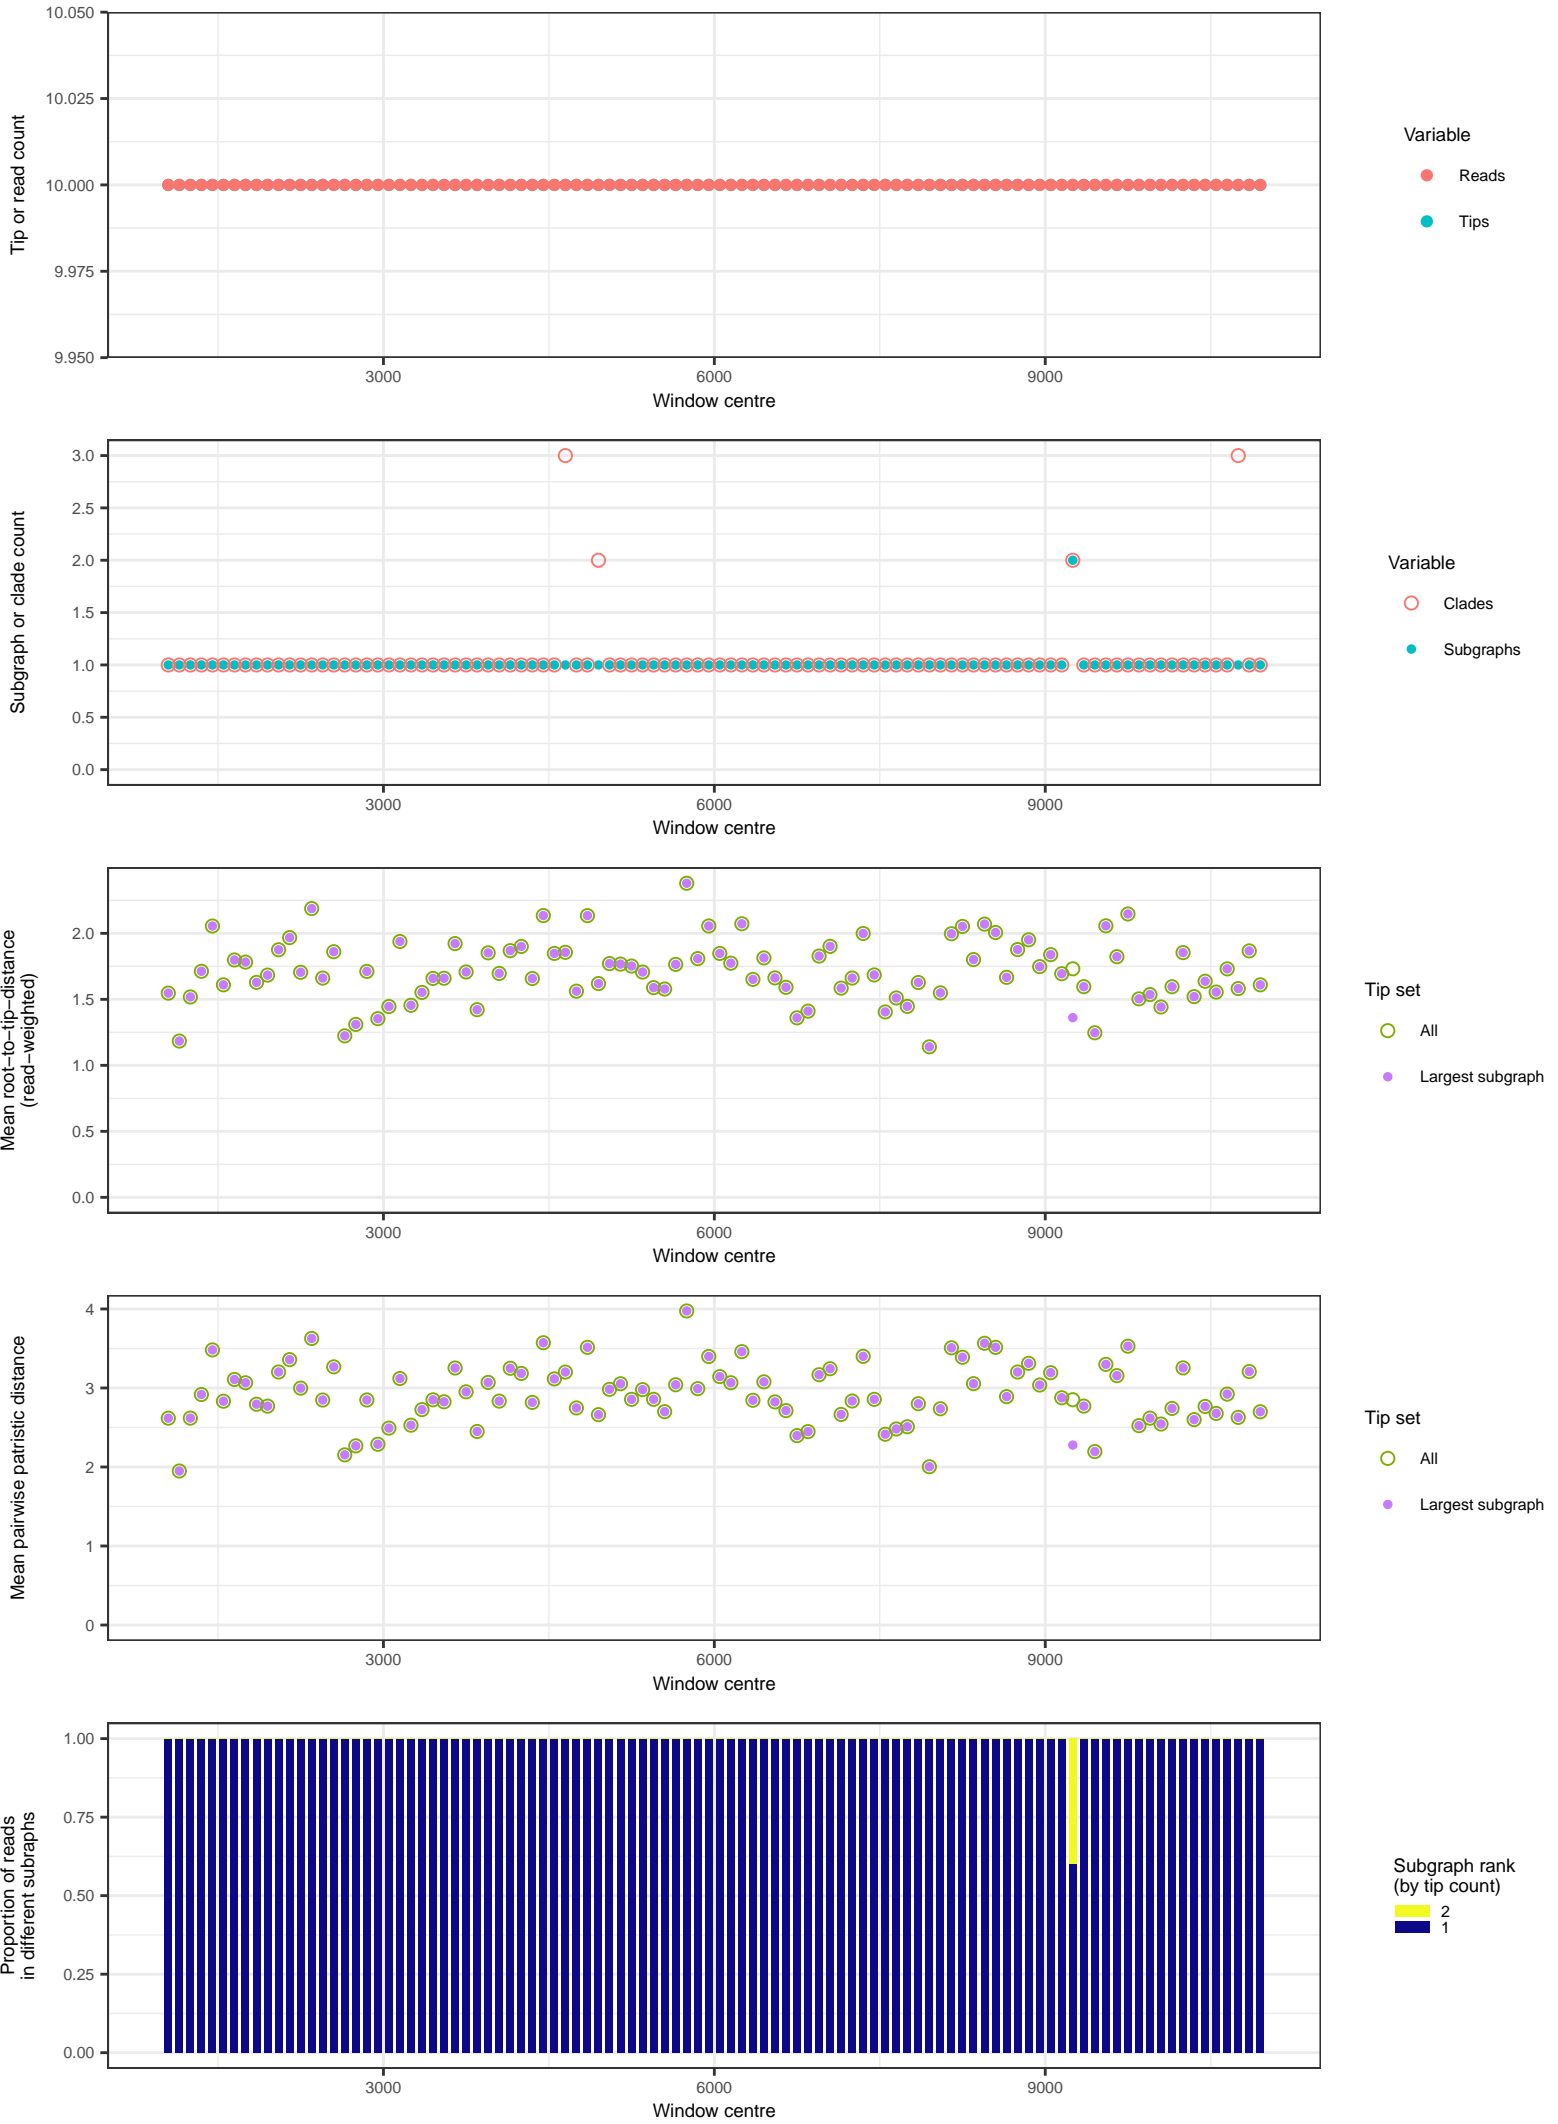 10.050
10.025
10.000
9.975
9.950
Tip or read count
3000 6000 9000
Window centre
Variable
Reads
Tips
3.0
2.5
2.0
1.5
1.0
0.5
0.0
Subgraph or clade count
3000 6000 9000
Window centre
Variable
Clades
Subgraphs
2.0
1.5
1.0
0.5
0.0
Mean root−to−tip−distance
(read−weighted)
3000 6000 9000
Window centre
Tip set
All
Largest subgraph
4
3
2
1
0
Mean pairwise patristic distance
3000 6000 9000
Window centre
Tip set
All
Largest subgraph
1.00
0.75
0.50
0.25
0.00
Proportion of reads
in different subraphs
3000 6000 9000
Window centre
Subgraph rank
(by tip count)
2
1